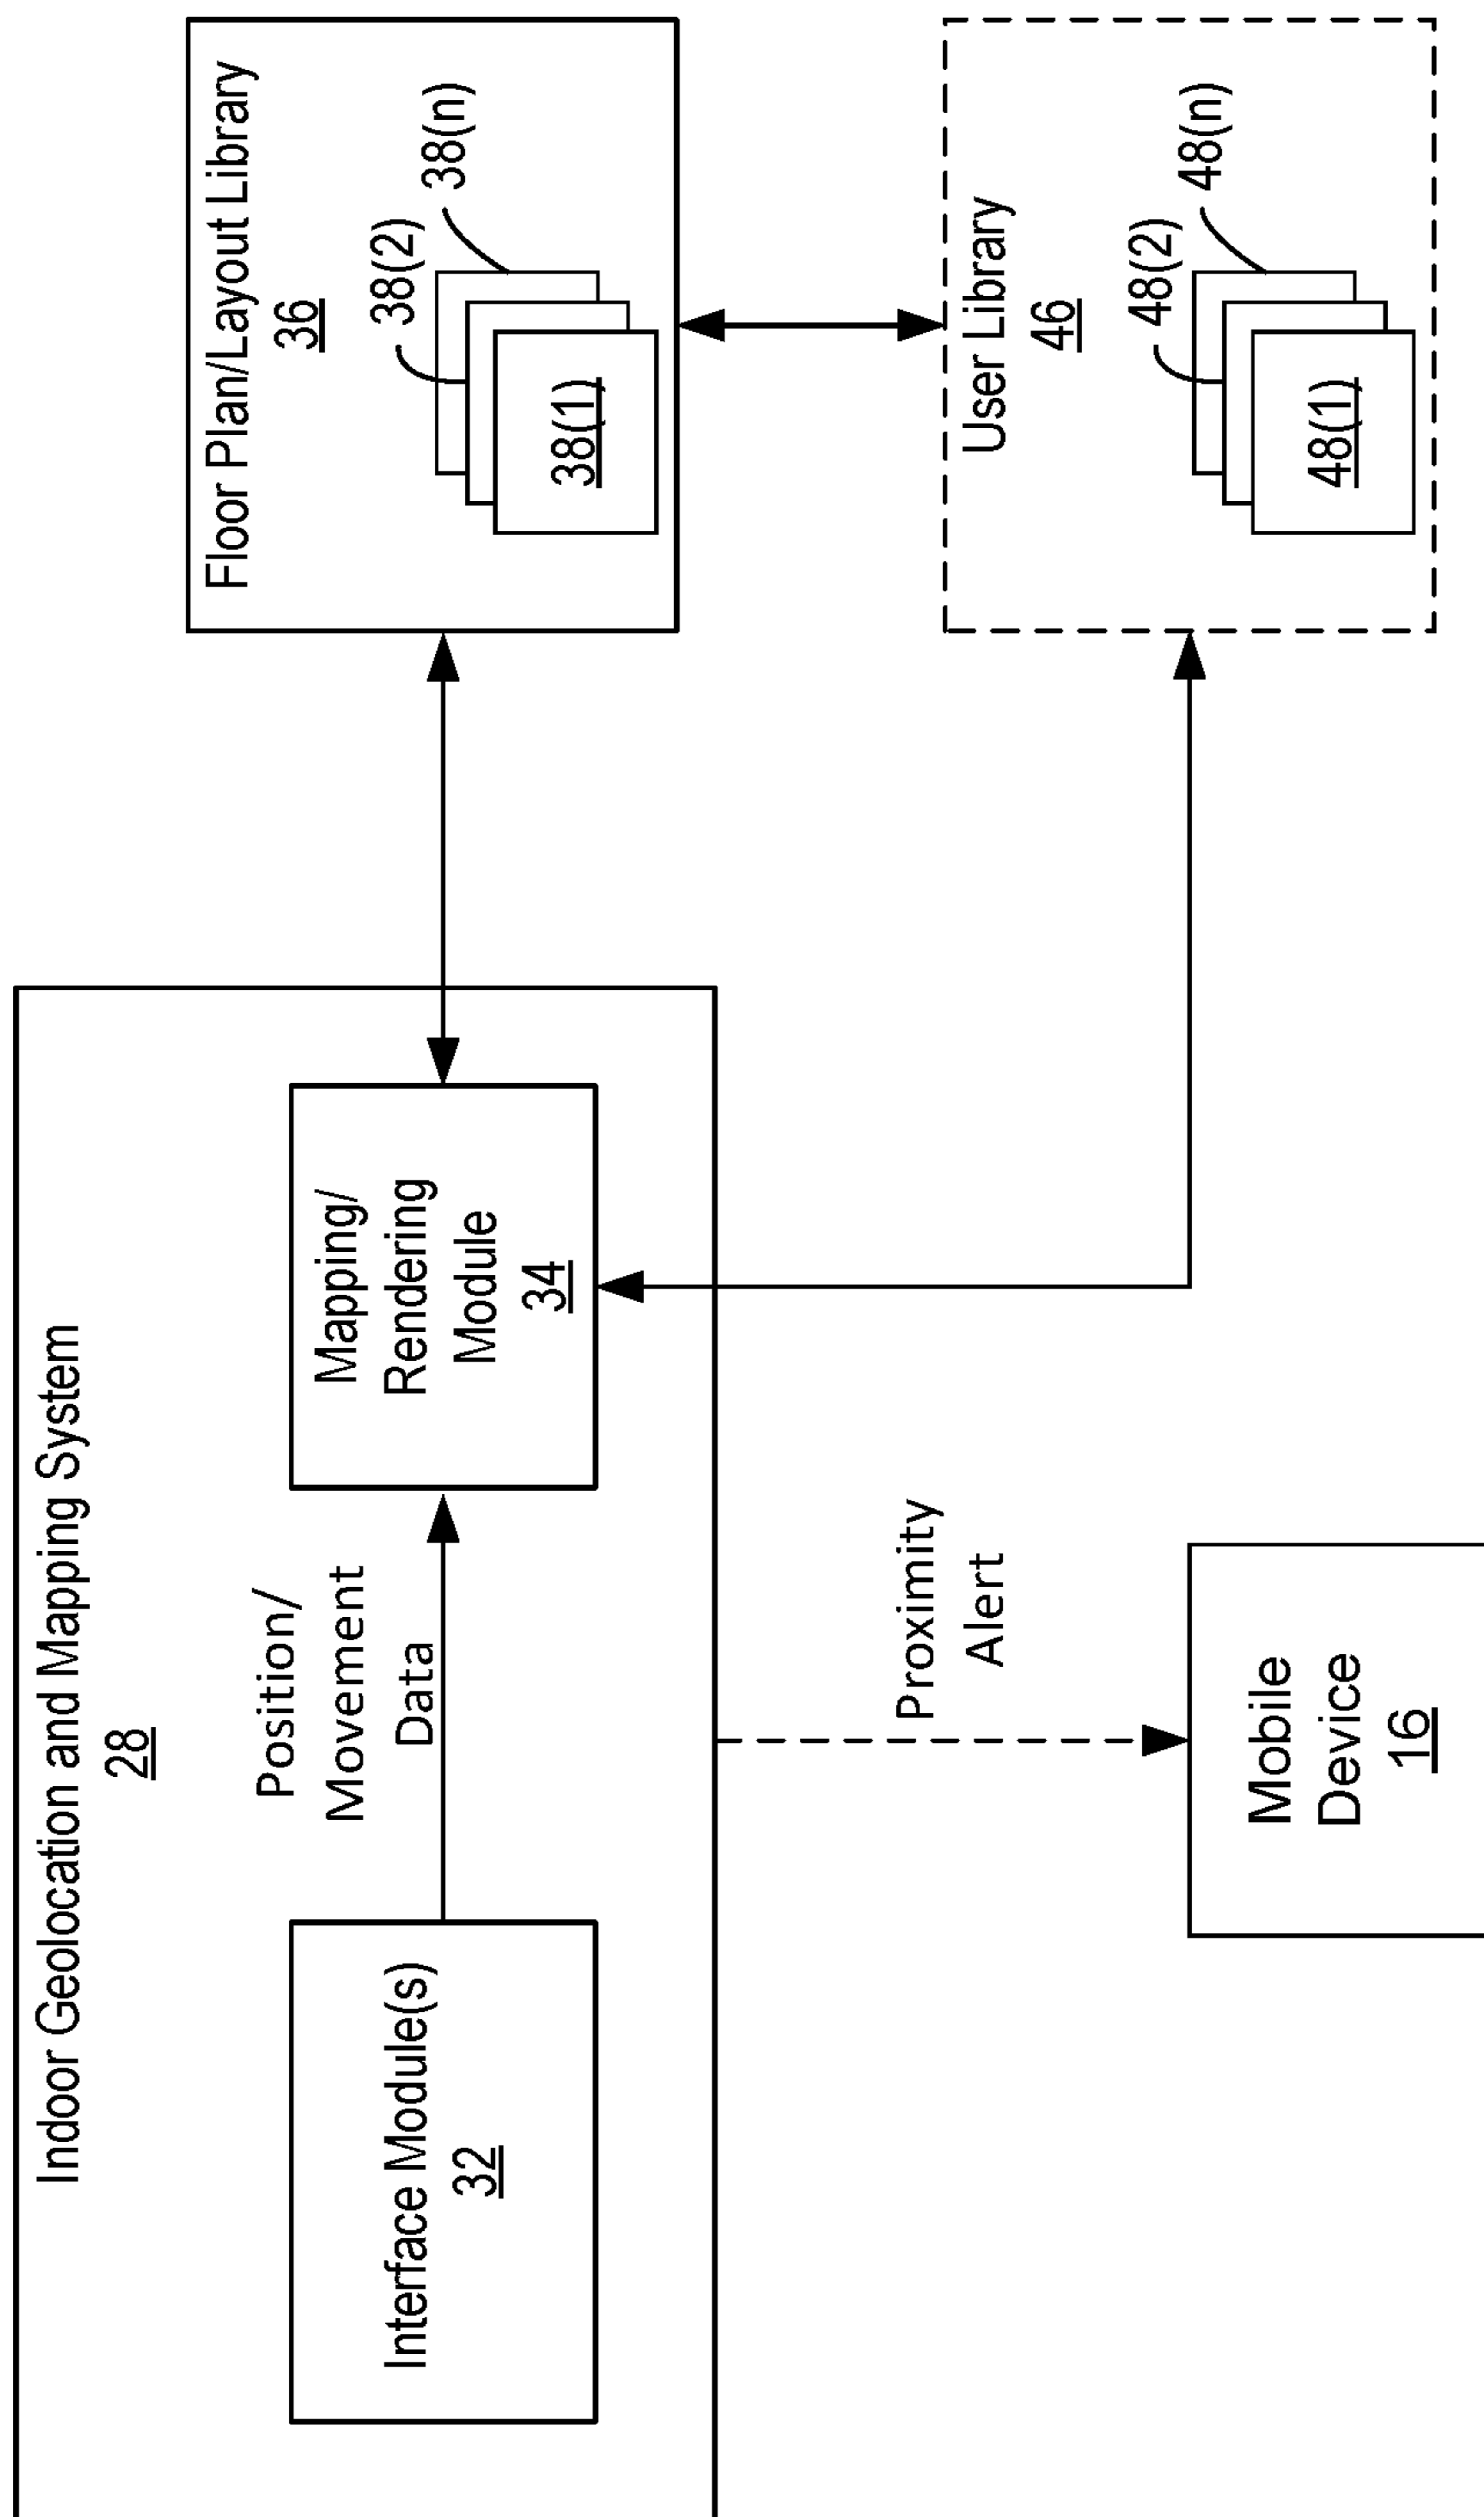 Indoor Geolocation and Mapping System
28
Interface Module(s)
32
Position/
Movement
Data
Mapping/
Rendering
Module
34
Floor Plan/Layout Library
36
38(2)
38(n)
38(1)
Proximity
Alert
Mobile
Device
16
User Library
46
48(2)
48(n)
48(1)